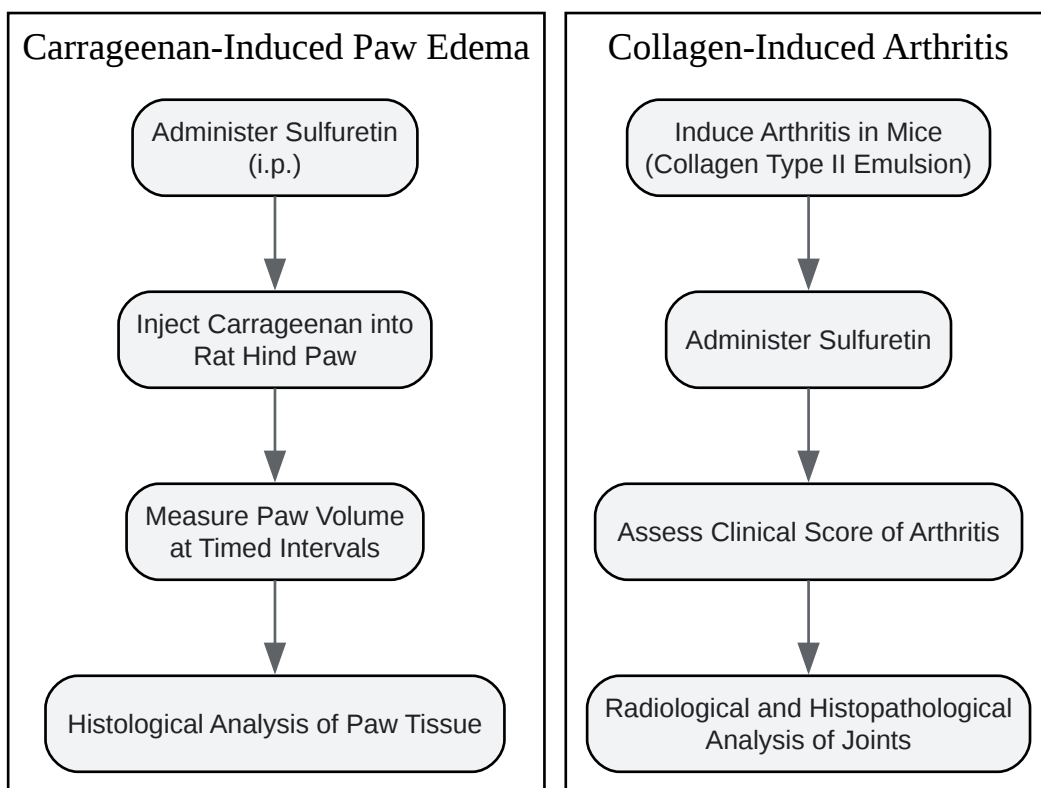 Carrageenan-Induced Paw Edema
Administer Sulfuretin
(i.p.)
Inject Carrageenan into
Rat Hind Paw
Measure Paw Volume
at Timed Intervals
Histological Analysis of Paw Tissue
Collagen-Induced Arthritis
Induce Arthritis in Mice
(Collagen Type II Emulsion)
Administer Sulfuretin
Assess Clinical Score of Arthritis
Radiological and Histopathological
Analysis of Joints